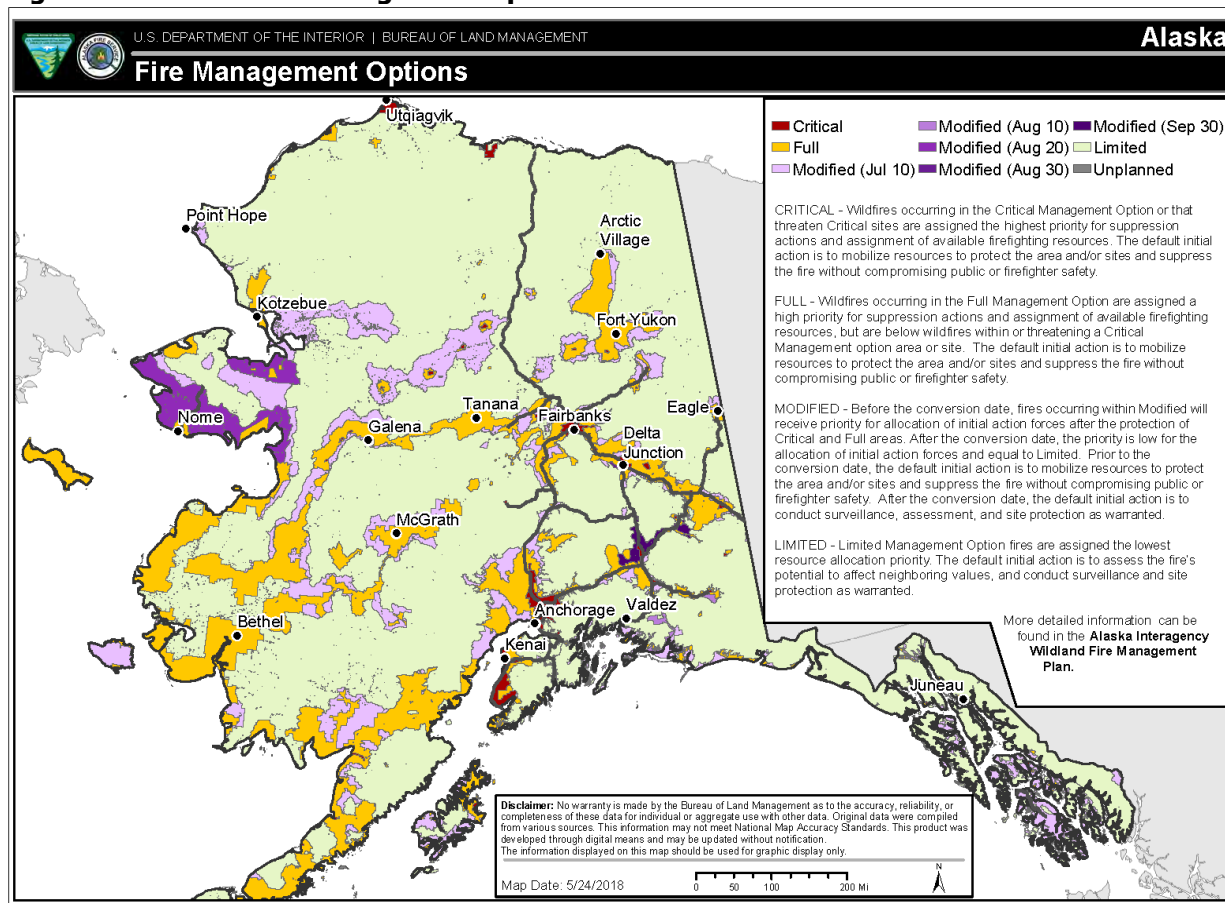 U.S. DEPARTMENT OF THE INTERIOR | BUREAU OF LAND MANAGEMENT
Alaska
Fire Management Options
Critical
Full
Modified (Jul 10)
Modified (Aug 10)
Modified (Aug 20)
Modified (Aug 30)
Modified (Sep 30)
Limited
Unplanned
CRITICAL - Wildfires occurring in the Critical Management Option or that
threaten Critical sites are assigned the highest priority for suppression
actions and assignment of available firefighting resources. The default initial
action is to mobilize resources to protect the area and/or sites and suppress
the fire without compromising public or firefighter safety.
FULL - Wildfires occurring in the Full Management Option are assigned a
high priority for suppression actions and assignment of available firefighting
resources, but are below wildfires within or threatening a Critical
Management option area or site. The default initial action is to mobilize
resources to protect the area and/or sites and suppress the fire without
compromising public or firefighter safety.
MODIFIED - Before the conversion date, fires occurring within Modified will
receive priority for allocation of initial action forces after the protection of
Critical and Full areas. After the conversion date, the priority is low for the
allocation of initial action forces and equal to Limited. Prior to the
conversion date, the default initial action is to mobilize resources to protect
the area and/or sites and suppress the fire without compromising public or
firefighter safety. After the conversion date, the default initial action is to
conduct surveillance, assessment, and site protection as warranted.
LIMITED - Limited Management Option fires are assigned the lowest
resource allocation priority. The default initial action is to assess the fire's
potential to affect neighboring values, and conduct surveillance and site
protection as warranted.
More detailed information can be
found in the Alaska Interagency
Wildland Fire Management
Plan.
Utqiagvik
Point Hope
Arctic
Village
Kotzebue
Fort Yukon
Nome
Tanana
Fairbanks
Eagle
Galena
Delta
Junction
McGrath
Anchorage
Valdez
Bethel
Kenai
Juneau
Disclaimer: No warranty is made by the Bureau of Land Management as to the accuracy, reliability, or
completeness of these data for individual or aggregate use with other data. Original data were compiled
from various sources. This information may not meet National Map Accuracy Standards. This product was
developed through digital means and may be updated without notification.
The information displayed on this map should be used for graphic display only.
Map Date: 5/24/2018
0 50 100 200 Mi
N